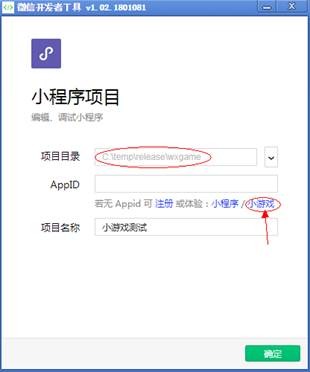 微信开发者工具 v1.02.1801081
小程序项目
编辑、调试小程序
项目目录 C:\temp\release\wxgame
AppID
若无 Appid 可 注册 或体验：小程序 / 小游戏
项目名称 小游戏测试
确定